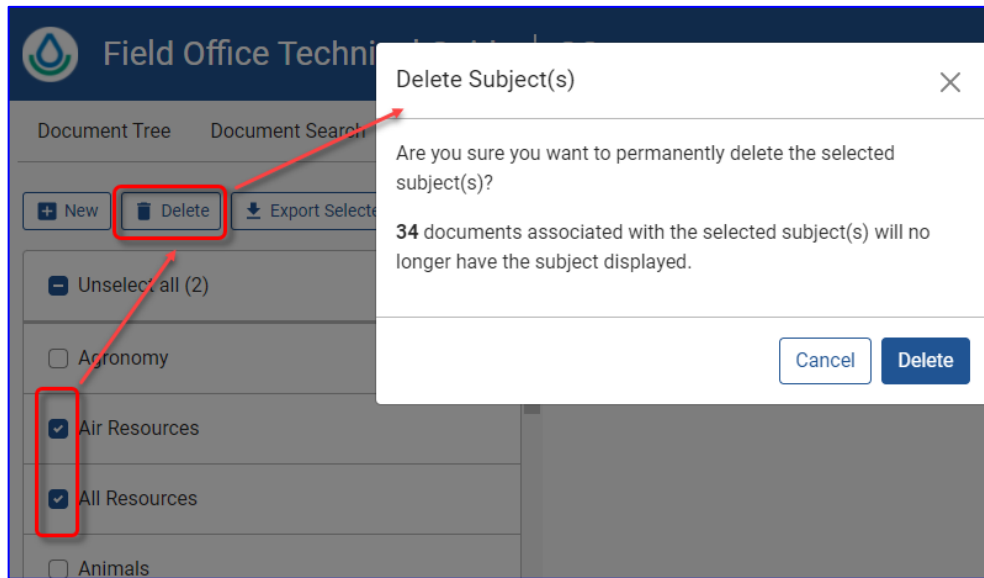 Field Office Techni
Delete Subject(s)
Document Tree Document Search
Are you sure you want to permanently delete the selected
subject(s)?
New Delete Export Selecte
34 documents associated with the selected subject(s) will no
longer have the subject displayed.
Unselect all (2)
Agronomy
Cancel Delete
Air Resources
All Resources
Animals